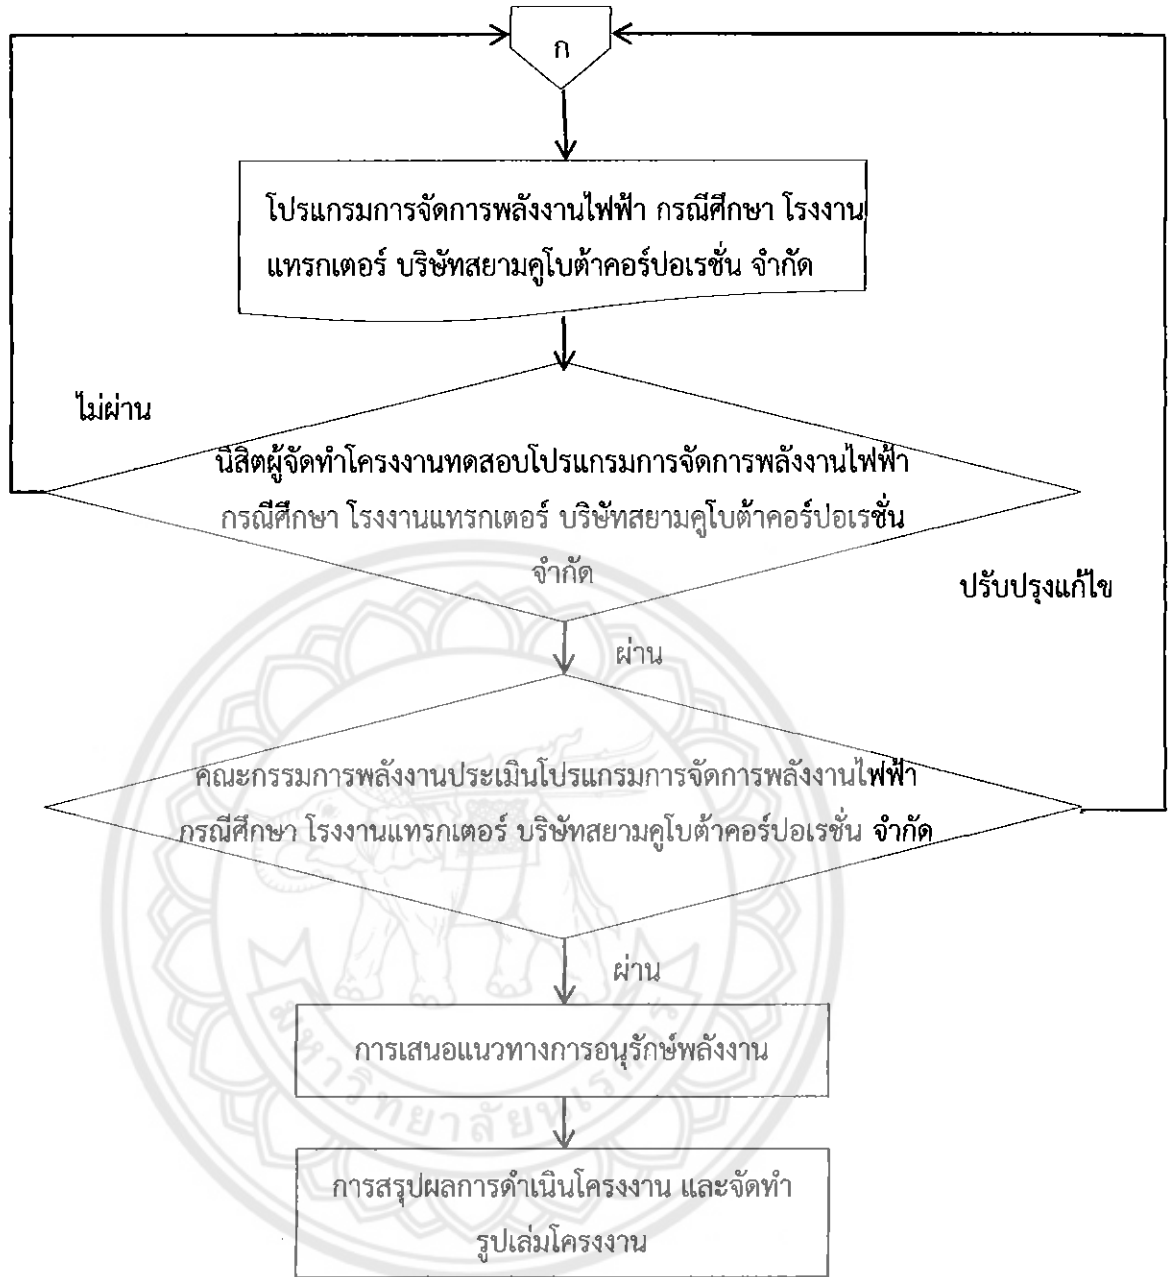 ก
โปรแกรมการจัดการพลังงานไฟฟ้า กรณีศึกษา โรงงาน
แทรกเตอร์ บริษัทสยามคูโบต้าคอร์ปอเรชั่น จำกัด
ไม่ผ่าน
นิสิตผู้จัดทำโครงงานทดสอบโปรแกรมการจัดการพลังงานไฟฟ้า
กรณีศึกษา โรงงานแทรกเตอร์ บริษัทสยามคูโบต้าคอร์ปอเรชั่น
จำกัด
ปรับปรุงแก้ไข
ผ่าน
คณะกรรมการพลังงานประเมินโปรแกรมการจัดการพลังงานไฟฟ้า
กรณีศึกษา โรงงานแทรกเตอร์ บริษัทสยามคูโบต้าคอร์ปอเรชั่น จำกัด
ผ่าน
การเสนอแนวทางการอนุรักษ์พลังงาน
การสรุปผลการดำเนินโครงงาน และจัดทำ
รูปเล่มโครงงาน
มหาวิทยาลัยนเรศวร